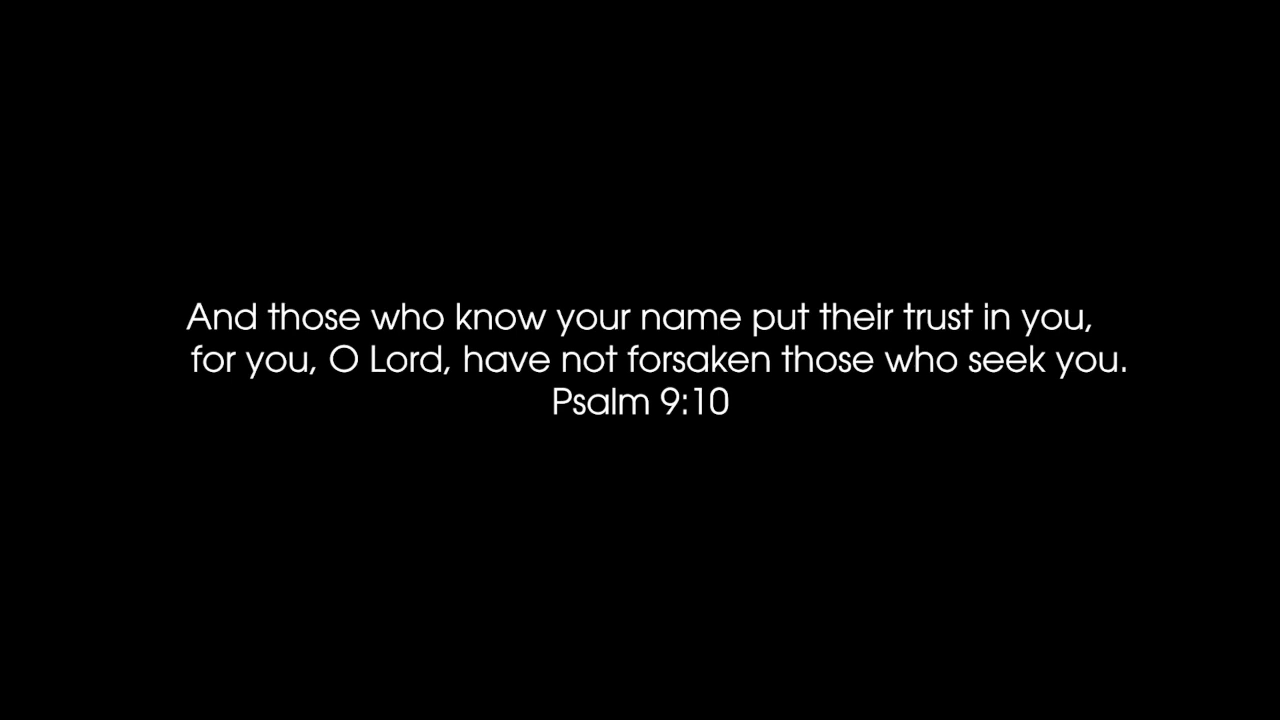 And those who know your name put their trust in you,
for you, O Lord, have not forsaken those who seek you.
Psalm 9:10